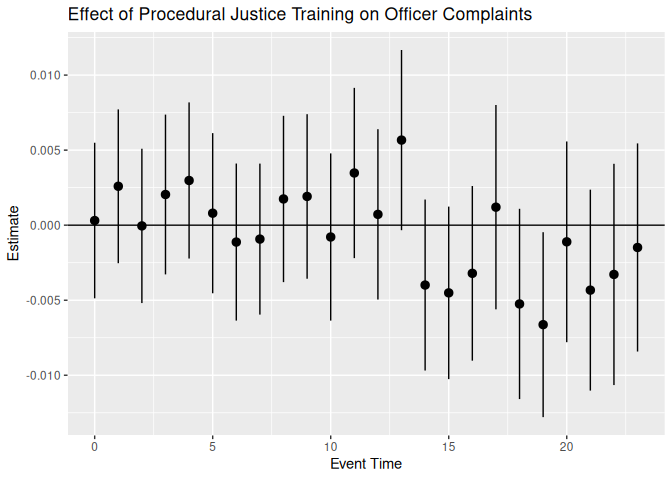 Effect of Procedural Justice Training on Officer Complaints
Estimate
0.010
0.005
0.000
-0.005
-0.010
0 5 10 15 20
Event Time